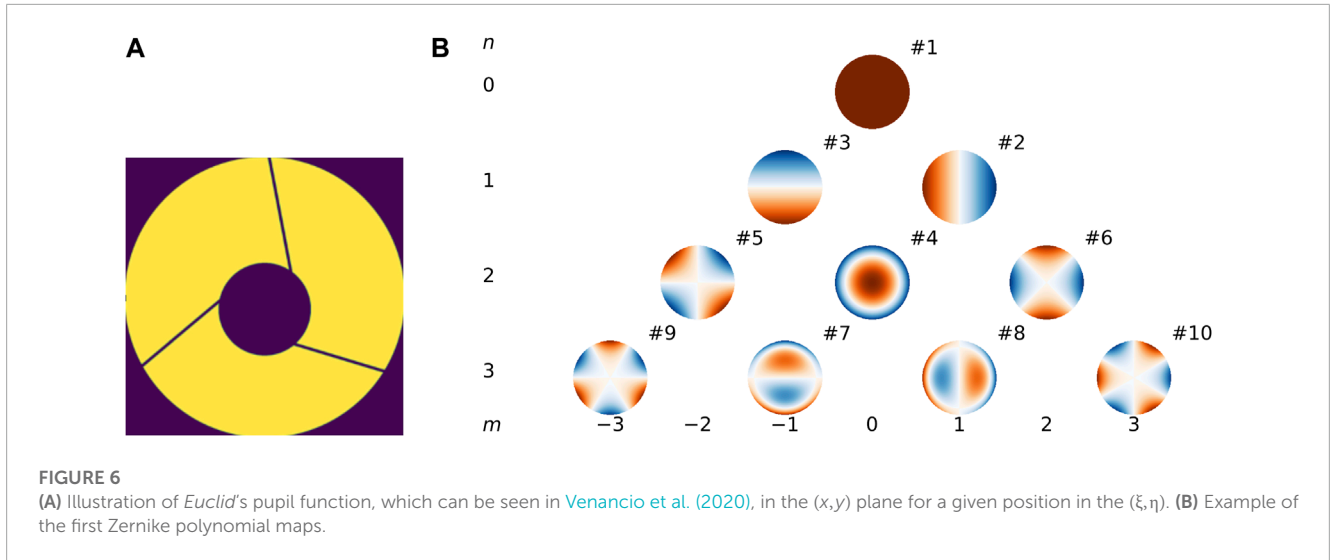 A
B
n
#1
0
#3
#2
1
#5
#4
#6
2
#9
#7
#8
#10
3
m −3 −2 −1 0 1 2 3
FIGURE 6
(A) Illustration of Euclid's pupil function, which can be seen in Venancio et al. (2020), in the (x,y) plane for a given position in the (ξ,η). (B) Example of
the first Zernike polynomial maps.